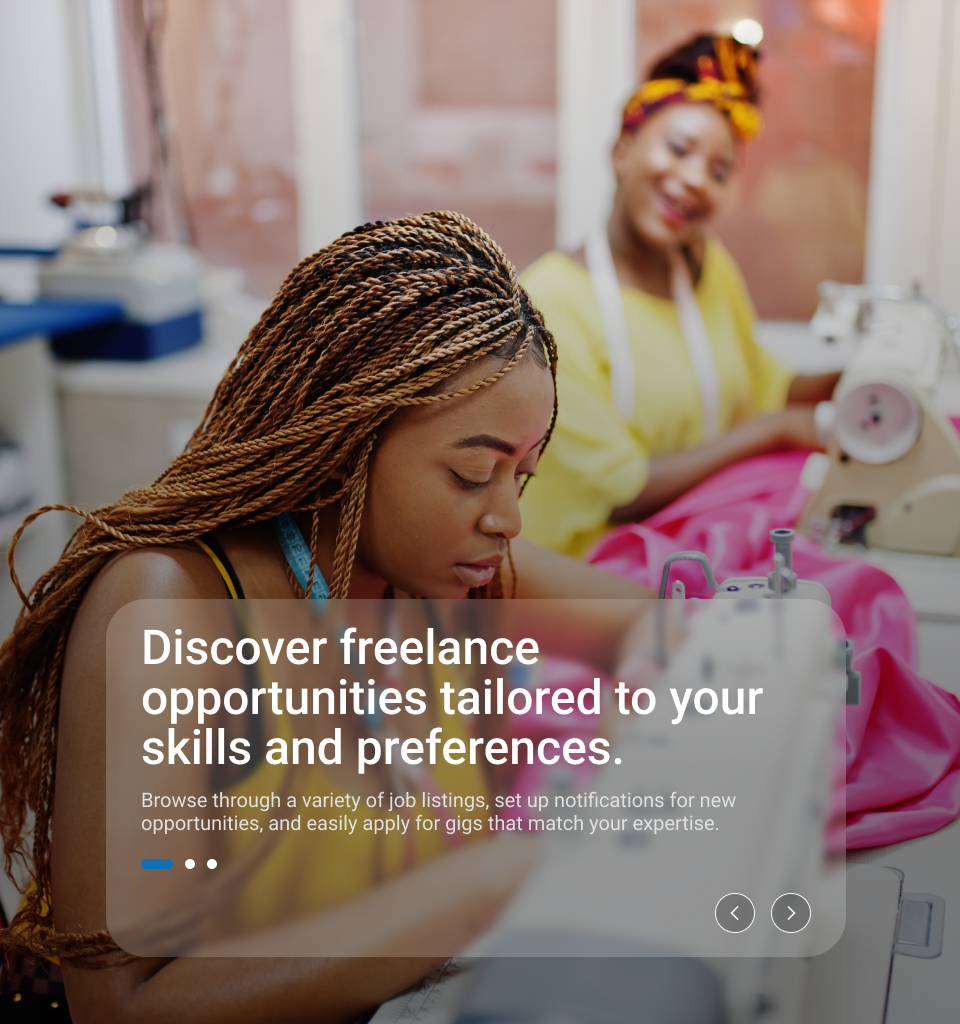 Discover freelance
opportunities tailored to your
skills and preferences.
Browse through a variety of job listings, set up notifications for new
opportunities, and easily apply for gigs that match your expertise.